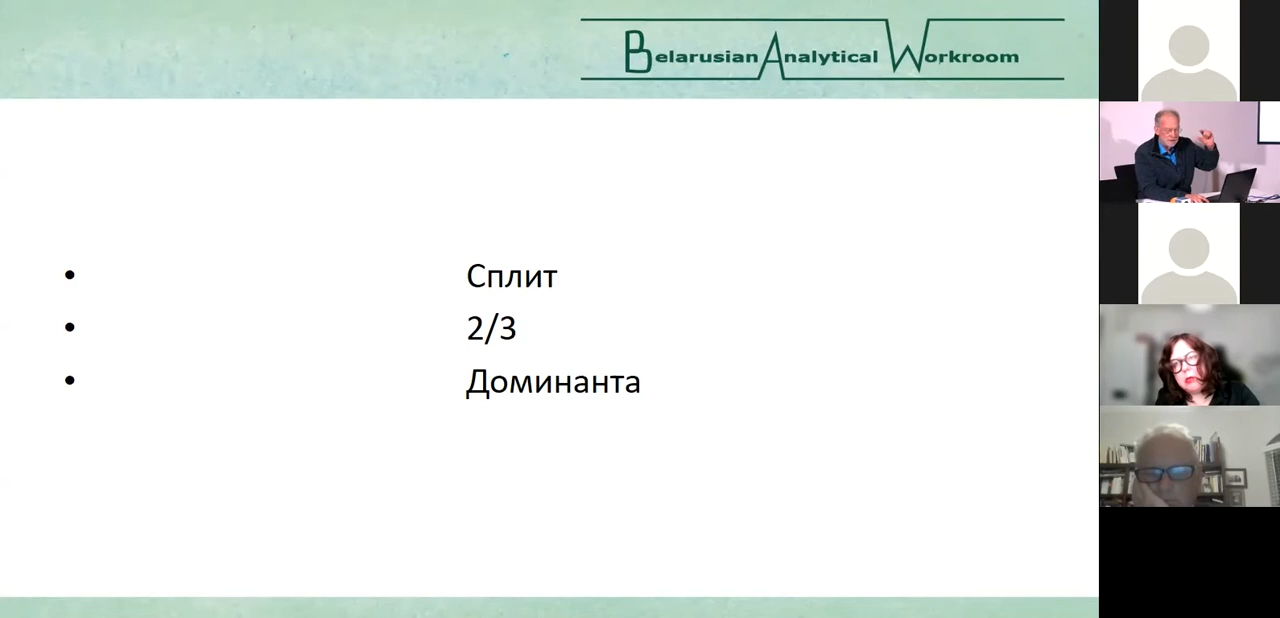 Belarusian Analytical Workroom
• Сплит
• 2/3
• Доминанта